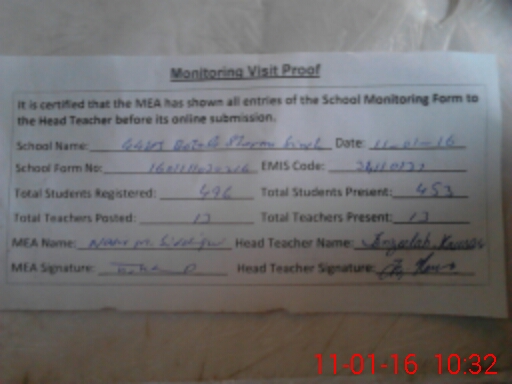 Monitoring Visit Proof
It is certified that the MEA has shown all entries of the School Monitoring Form to
the Head Teacher before its online submission.
School Name: Date: 11-01-16
School Form No: EMIS Code:
Total Students Registered: 496 Total Students Present: 453
Total Teachers Posted: 13 Total Teachers Present: 13
MEA Name: Head Teacher Name:
MEA Signature: Head Teacher Signature:
11-01-16 10:32